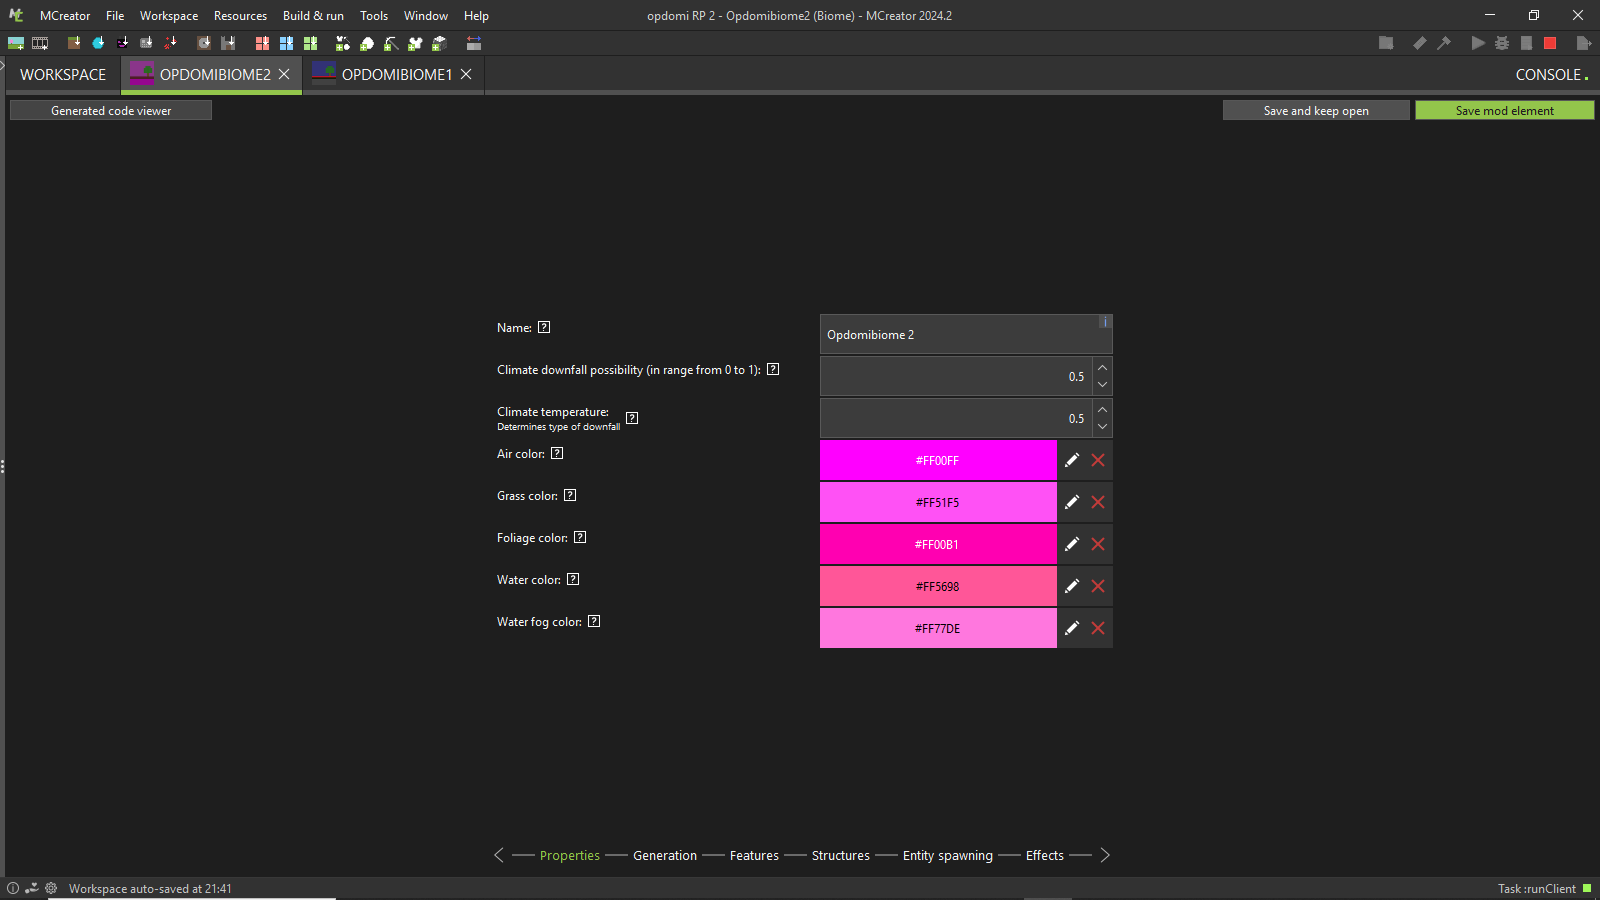 MCreator File Workspace Resources Build & run Tools Window Help
opdomi RP 2 - Opdomibiome2 (Biome) - MCreator 2024.2
WORKSPACE
OPDOMIBIOME2
OPDOMIBIOME1
CONSOLE
Generated code viewer
Save and keep open
Save mod element
Name: ?
Opdomibiome 2
i
Climate downfall possibility (in range from 0 to 1): ?
0.5
Climate temperature: ?
Determines type of downfall
0.5
Air color: ?
#FF00FF
Grass color: ?
#FF51F5
Foliage color: ?
#FF00B1
Water color: ?
#FF5698
Water fog color: ?
#FF77DE
Properties Generation Features Structures Entity spawning Effects
Workspace auto-saved at 21:41
Task :runClient